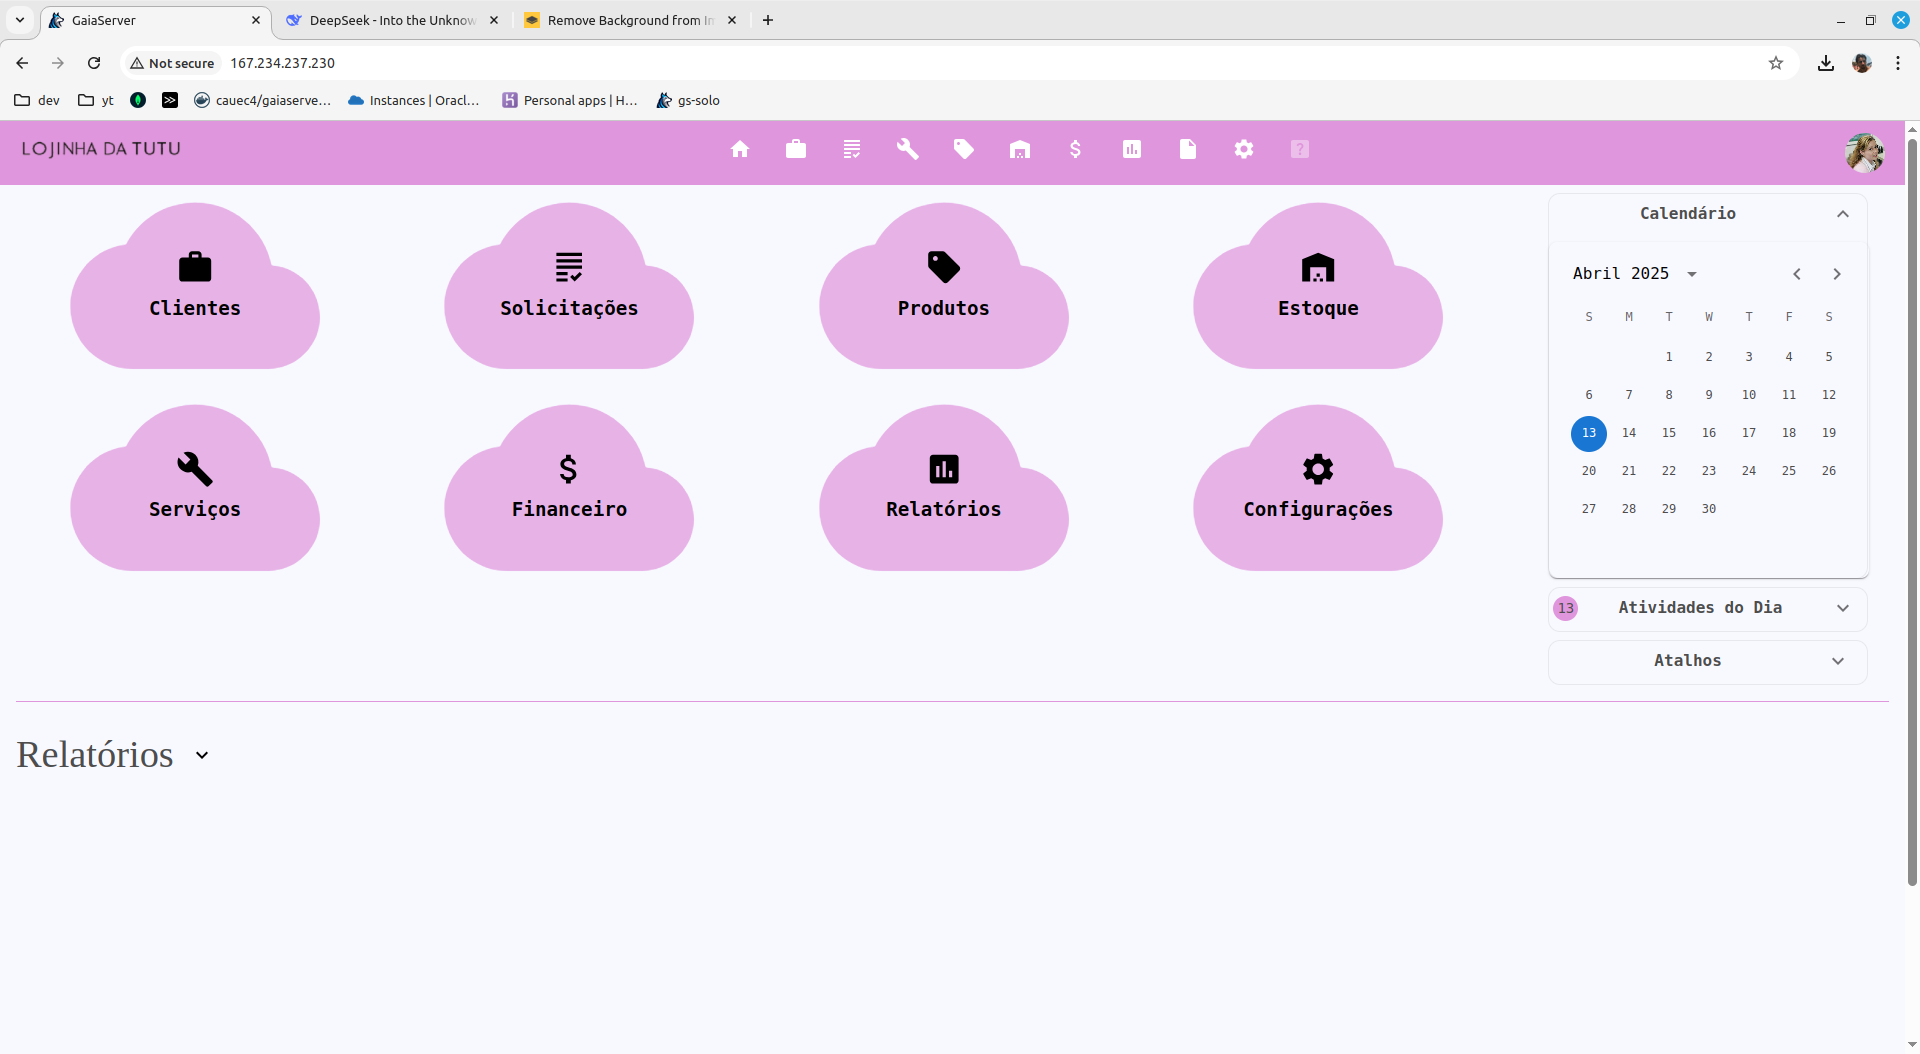 GaiaServer
DeepSeek - Into the Unknow
Remove Background from Im
Not secure
167.234.237.230
dev
yt
cauec4/gaiaserve...
Instances | Oracl...
Personal apps | H...
gs-solo
LOJINHA DA TUTU
Clientes
Solicitações
Produtos
Estoque
Serviços
Financeiro
Relatórios
Configurações
Calendário
Abril 2025
S M T W T F S
1 2 3 4 5
6 7 8 9 10 11 12
13 14 15 16 17 18 19
20 21 22 23 24 25 26
27 28 29 30
13 Atividades do Dia
Atalhos
Relatórios